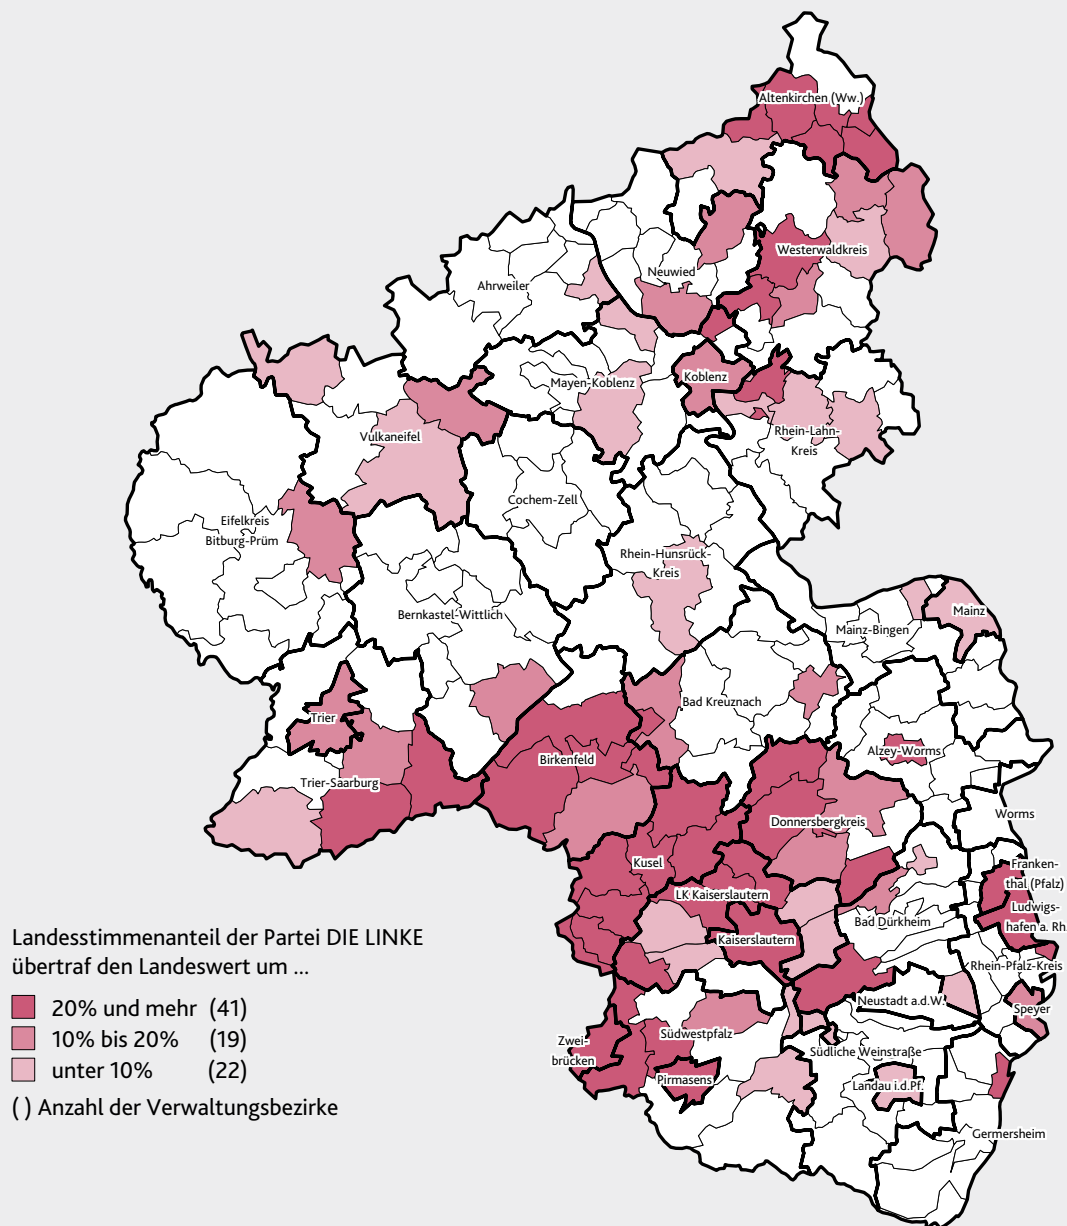 Altenkirchen (Ww.)
Westerwaldkreis
Neuwied
Ahrweiler
Koblenz
Mayen-Koblenz
Rhein-Lahn-
Kreis
Vulkaneifel
Cochem-Zell
Eifelkreis
Bitburg-Prüm
Rhein-Hunsrück-
Kreis
Bernkastel-Wittlich
Mainz
Mainz-Bingen
Bad Kreuznach
Trier
Alzey-Worms
Birkenfeld
Trier-Saarburg
Worms
Donnersbergkreis
Kusel
Franken-
thal (Pfalz)
LK Kaiserslautern
Ludwigs-
hafen a. Rh.
Bad Dürkheim
Kaiserslautern
Rhein-Pfalz-Kreis
Neustadt a.d.W.
Speyer
Südwestpfalz
Zwei-
brücken
Südliche Weinstraße
Pirmasens
Landau i.d.Pf.
Germersheim
Landesstimmenanteil der Partei DIE LINKE
übertraf den Landeswert um ...
20% und mehr (41)
10% bis 20% (19)
unter 10% (22)
( ) Anzahl der Verwaltungsbezirke